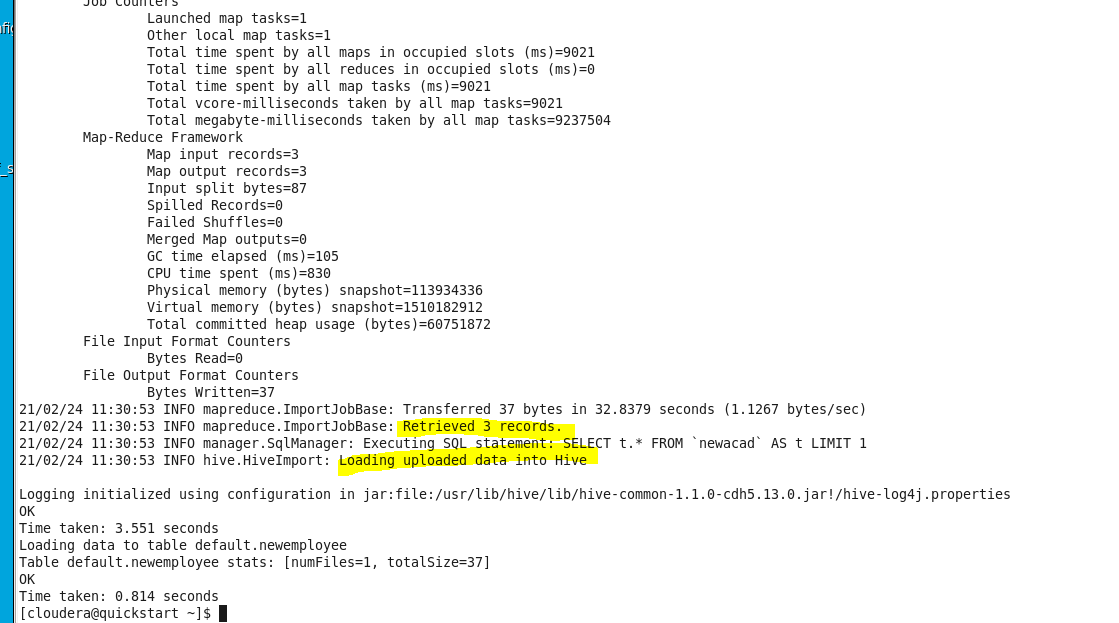 Job Counters
Launched map tasks=1
Other local map tasks=1
Total time spent by all maps in occupied slots (ms)=9021
Total time spent by all reduces in occupied slots (ms)=0
Total time spent by all map tasks (ms)=9021
Total vcore-milliseconds taken by all map tasks=9021
Total megabyte-milliseconds taken by all map tasks=9237504
Map-Reduce Framework
Map input records=3
Map output records=3
Input split bytes=87
Spilled Records=0
Failed Shuffles=0
Merged Map outputs=0
GC time elapsed (ms)=105
CPU time spent (ms)=830
Physical memory (bytes) snapshot=113934336
Virtual memory (bytes) snapshot=1510182912
Total committed heap usage (bytes)=60751872
File Input Format Counters
Bytes Read=0
File Output Format Counters
Bytes Written=37
21/02/24 11:30:53 INFO mapreduce.ImportJobBase: Transferred 37 bytes in 32.8379 seconds (1.1267 bytes/sec)
21/02/24 11:30:53 INFO mapreduce.ImportJobBase: Retrieved 3 records.
21/02/24 11:30:53 INFO manager.SqlManager: Executing SQL statement: SELECT t.* FROM `newacad` AS t LIMIT 1
21/02/24 11:30:53 INFO hive.HiveImport: Loading uploaded data into Hive
Logging initialized using configuration in jar:file:/usr/lib/hive/lib/hive-common-1.1.0-cdh5.13.0.jar!/hive-log4j.properties
OK
Time taken: 3.551 seconds
Loading data to table default.newemployee
Table default.newemployee stats: [numFiles=1, totalSize=37]
OK
Time taken: 0.814 seconds
[cloudera@quickstart ~]$